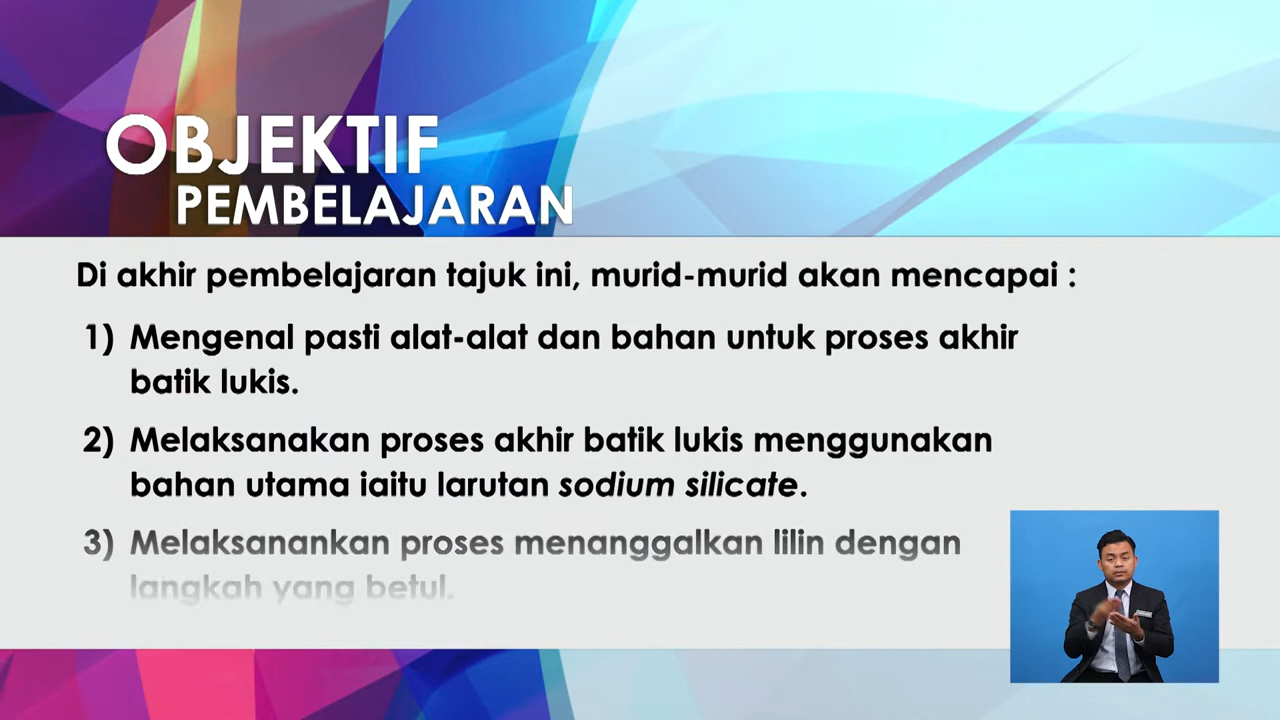 OBJEKTIF
PEMBELAJARAN
Di akhir pembelajaran tajuk ini, murid-murid akan mencapai :
1) Mengenal pasti alat-alat dan bahan untuk proses akhir
batik lukis.
2) Melaksanakan proses akhir batik lukis menggunakan
bahan utama iaitu larutan sodium silicate.
3) Melaksanankan proses menanggalkan lilin dengan
langkah yang betul.